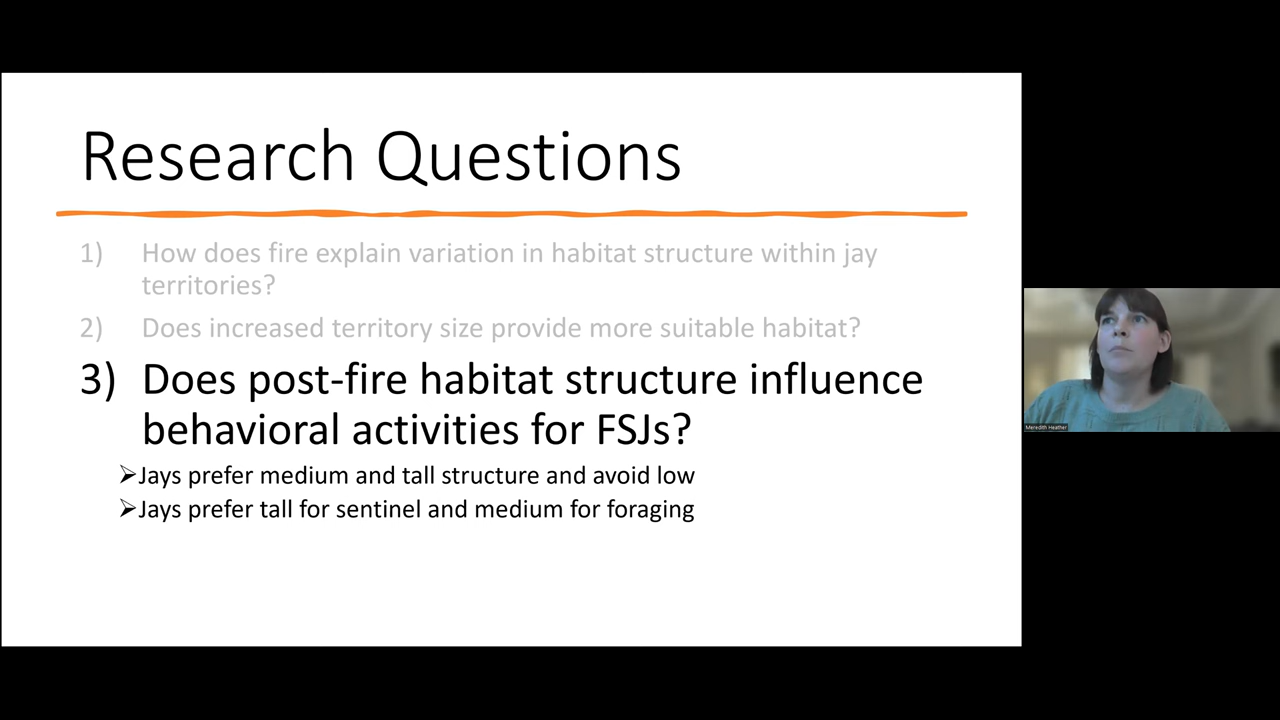 Research Questions
1) How does fire explain variation in habitat structure within jay
territories?
2) Does increased territory size provide more suitable habitat?
3) Does post-fire habitat structure influence
behavioral activities for FSJs?
➢Jays prefer medium and tall structure and avoid low
➢Jays prefer tall for sentinel and medium for foraging
Meredith Heather